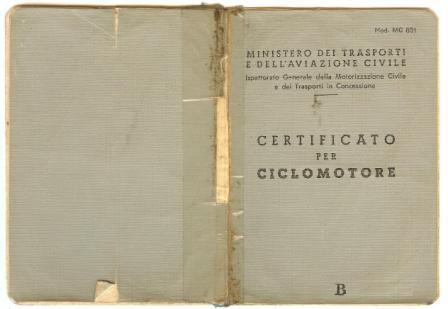 Mod. MC 801
MINISTERO DEI TRASPORTI
E DELL'AVIAZIONE CIVILE
Ispettorato Generale della Motorizzazione Civile
e dei Trasporti in Concessione
CERTIFICATO
PER
CICLOMOTORE
B